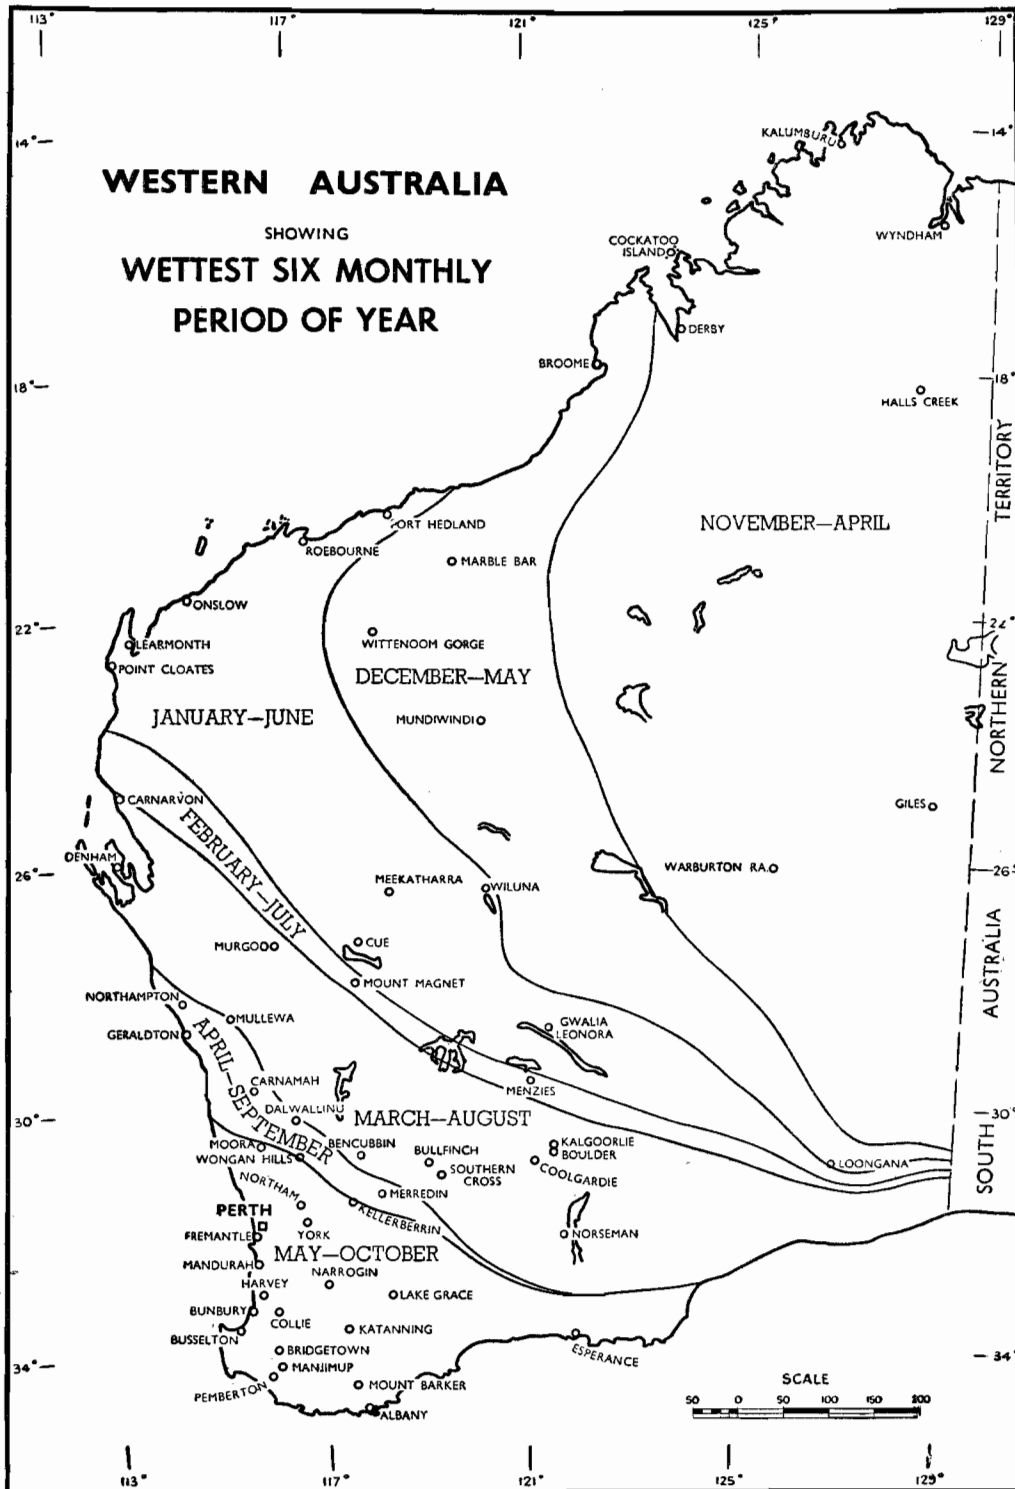 113° 117° 121° 125° 129°
14° 14°
WESTERN AUSTRALIA
SHOWING
WETTEST SIX MONTHLY
PERIOD OF YEAR
KALUMBURU
WYNDHAM
COCKATOO
ISLAND
DERBY
BROOME
18° 18°
HALLS CREEK
TERRITORY
NOVEMBER—APRIL
PORT HEDLAND
ROEBOURNE
MARBLE BAR
ONSLOW
22° 22°
LEARMONTH
WITTENOOM GORGE
POINT CLOATES
DECEMBER—MAY
NORTHERN
JANUARY—JUNE
MUNDIWINDI
CARNARVON
GILES
FEBRUARY—JULY
DENHAM
26° 26°
WARBURTON RA.
MEEKATHARRA
WILUNA
MURGOO
CUE
AUSTRALIA
MOUNT MAGNET
NORTHAMPTON
MULLEWA
GWALIA
LEONORA
GERALDTON
APRIL—SEPTEMBER
CARNAMAH
MENZIES
DALWALLINU
30° 30°
MARCH—AUGUST
MOORA
WONGAN HILLS
BENCUBBIN
BULLFINCH
KALGOORLIE
BOULDER
COOLGARDIE
LOONGANA
SOUTH
SOUTHERN
CROSS
NORTHAM
MERREDIN
KELLERBERRIN
PERTH
FREMANTLE
YORK
NORSEMAN
MAY—OCTOBER
MANDURAH
NARROGIN
HARVEY
LAKE GRACE
BUNBURY
COLLIE
BUSSELTON
KATANNING
BRIDGETOWN
ESPERANCE
34° 34°
MANJIMUP
PEMBERTON
MOUNT BARKER
ALBANY
SCALE
50 0 50 100 150 200
113° 117° 121° 125° 129°